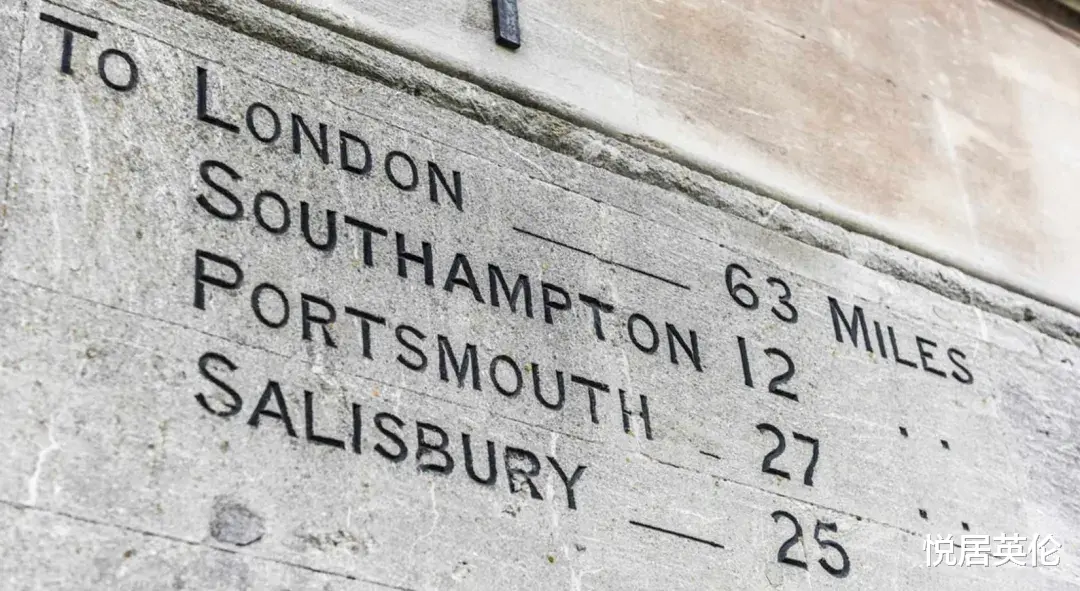 TO LONDON — 63 MILES
SOUTHAMPTON 12 . .
PORTSMOUTH - 27 . .
SALISBURY — 25
悦居英伦